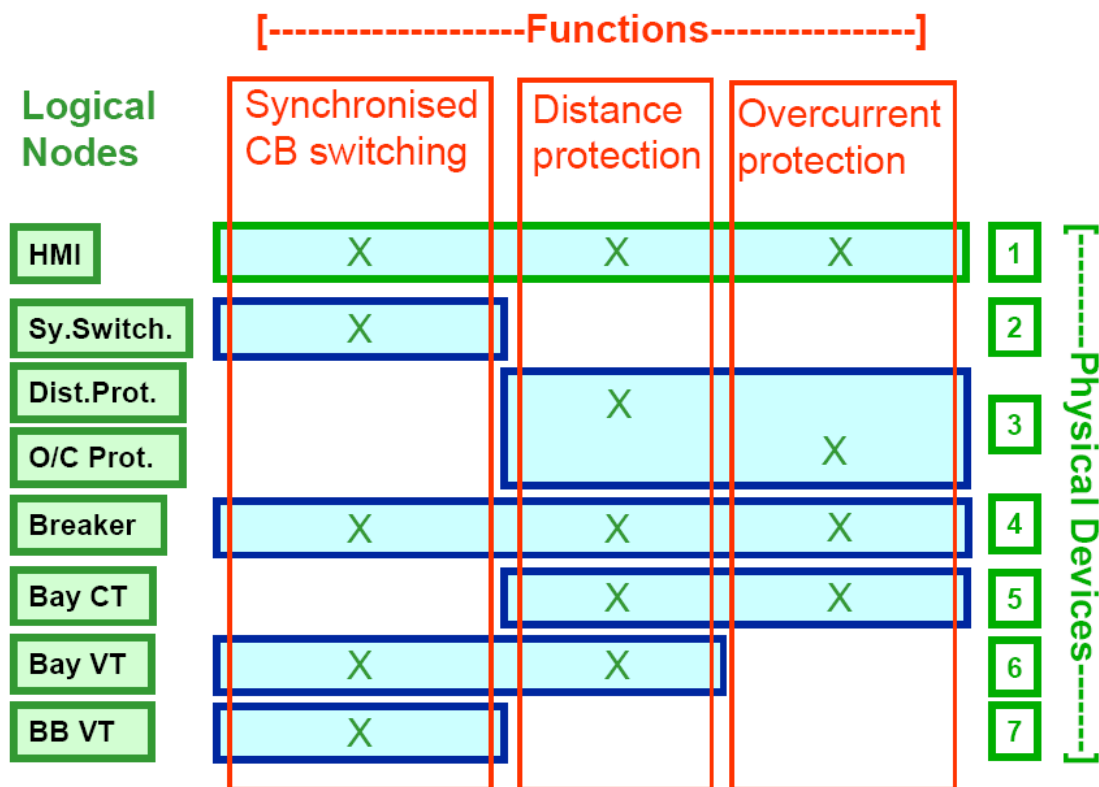 [---------------------Functions----------------]
Logical
Nodes
Synchronised
CB switching
Distance
protection
Overcurrent
protection
HMI X X X 1
Sy.Switch. X 2
Dist.Prot. X
3
O/C Prot. X
Breaker X X X 4
Bay CT X X 5
Bay VT X X 6
BB VT X 7
[---------Physical Devices-------]